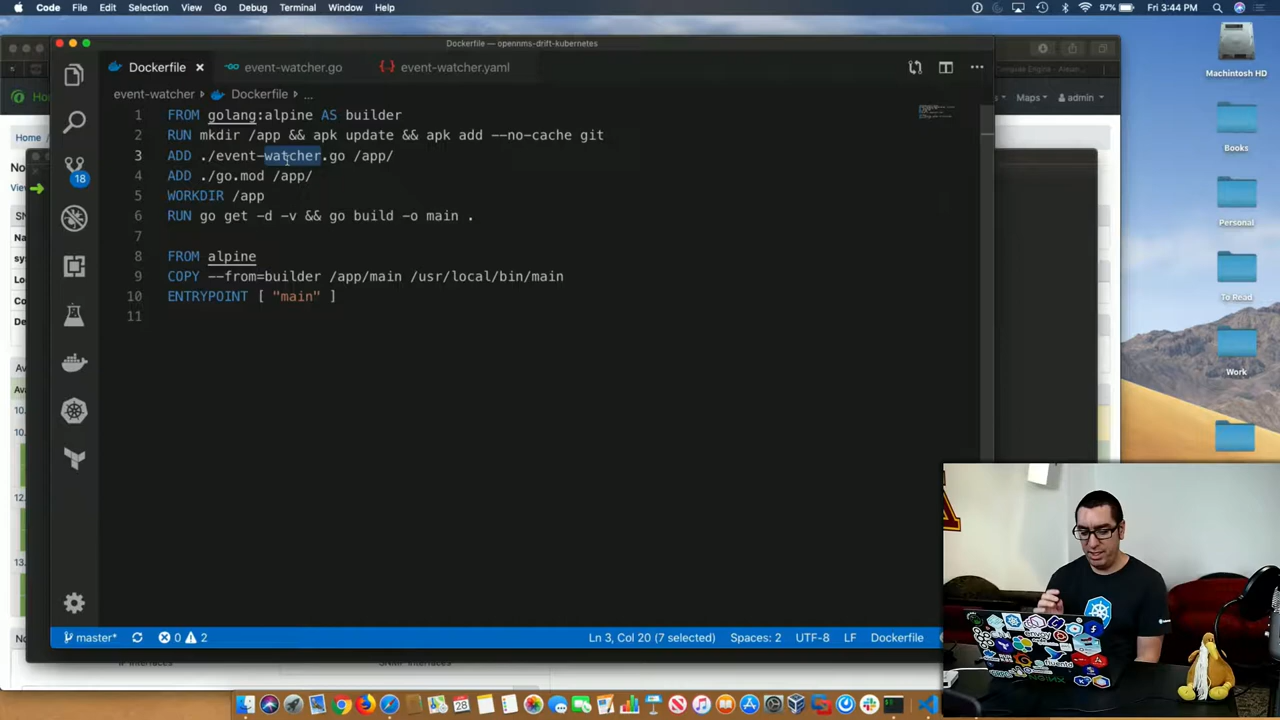 Code File Edit Selection View Go Debug Terminal Window Help
97% Fri 3:44 PM
Dockerfile — opennms-drift-kubernetes
Dockerfile × event-watcher.go {} event-watcher.yaml ...
event-watcher > Dockerfile > ...
1 FROM golang:alpine AS builder
2 RUN mkdir /app && apk update && apk add --no-cache git
3 ADD ./event-watcher.go /app/
4 ADD ./go.mod /app/
5 WORKDIR /app
6 RUN go get -d -v && go build -o main .
7
8 FROM alpine
9 COPY --from=builder /app/main /usr/local/bin/main
10 ENTRYPOINT [ "main" ]
11
18
master* 0 2 Ln 3, Col 20 (7 selected) Spaces: 2 UTF-8 LF Dockerfile
Maps admin
Home
Machintosh HD
Books
Personal
To Read
Work
28